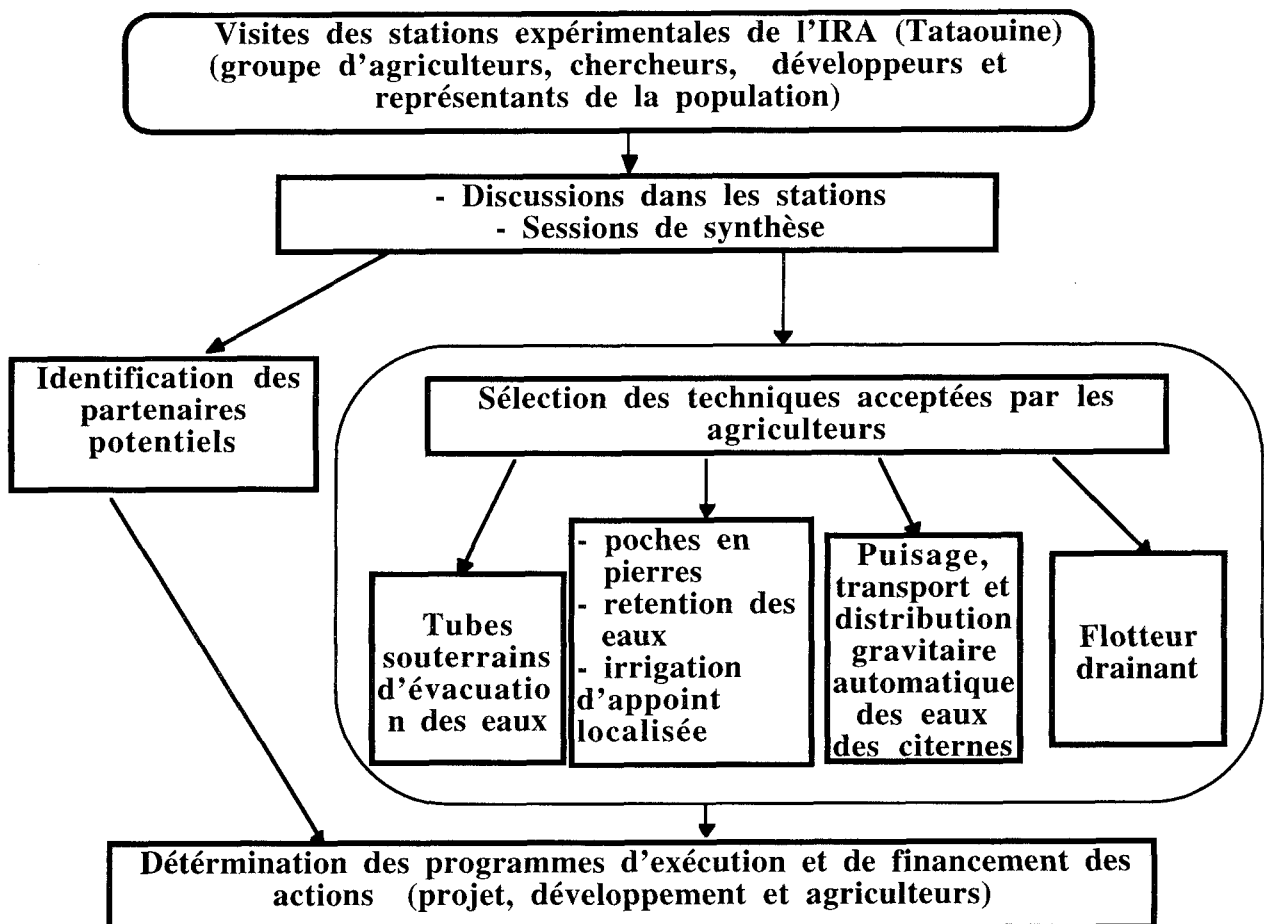 Visites des stations expérimentales de l'IRA (Tataouine)
(groupe d'agriculteurs, chercheurs, développeurs et
représentants de la population)
- Discussions dans les stations
- Sessions de synthèse
Identification des
partenaires
potentiels
Sélection des techniques acceptées par les
agriculteurs
Tubes
souterrains
d'évacuatio
n des eaux
- poches en
pierres
- retention des
eaux
- irrigation
d'appoint
localisée
Puisage,
transport et
distribution
gravitaire
automatique
des eaux
des citernes
Flotteur
drainant
Détérmination des programmes d'exécution et de financement des
actions (projet, développement et agriculteurs)